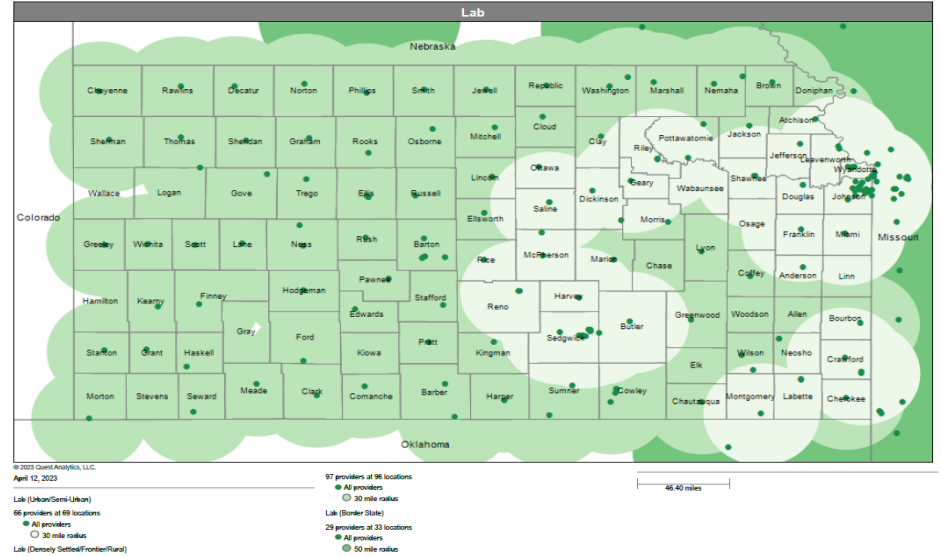 Lab
Nebraska
Cheyenne Rawlins Decatur Norton Phillips Smith Jewell Republic Washington Marshall Nemaha Brown Doniphan
Atchison
Sherman Thomas Sheridan Graham Rooks Osborne Mitchell Cloud Clay Riley Pottawatomie Jackson
Jefferson Leavenworth
Wyandotte
Wallace Logan Gove Trego Ellis Russell Lincoln Ottawa Saline Dickinson Geary Wabaunsee Shawnee Douglas Johnson
Colorado
Ellsworth Morris Osage
Greeley Wichita Scott Lane Ness Rush Barton Rice McPherson Marion Chase Lyon Franklin Miami Missouri
Hamilton Kearny Finney Hodgeman Pawnee Stafford Reno Harvey Coffey Anderson Linn
Gray Ford Edwards Sedgwick Butler Greenwood Woodson Allen Bourbon
Stanton Grant Haskell Kiowa Pratt Kingman Elk Wilson Neosho Crawford
Morton Stevens Seward Meade Clark Comanche Barber Harper Sumner Cowley Chautauqua Montgomery Labette Cherokee
Oklahoma
© 2023 Quest Analytics, LLC.
April 12, 2023
Lab (Urban/Semi-Urban)
66 providers at 69 locations
All providers
30 mile radius
Lab (Densely Settled/Frontier/Rural)
97 providers at 96 locations
All providers
30 mile radius
Lab (Border State)
29 providers at 33 locations
All providers
50 mile radius
46.40 miles